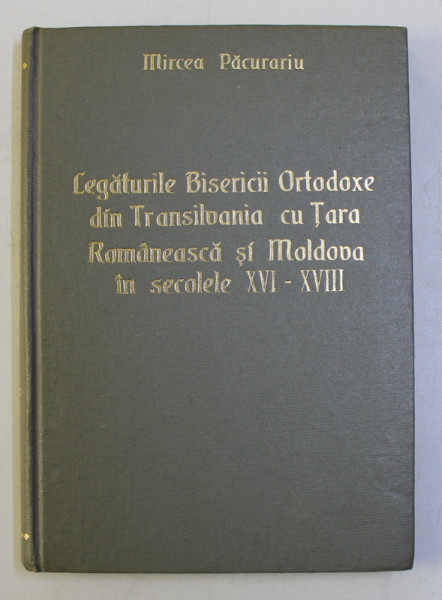 Mircea Păcurariu
Legăturile Bisericii Ortodoxe
din Transilvania cu Țara
Românească și Moldova
în secolele XVI - XVIII